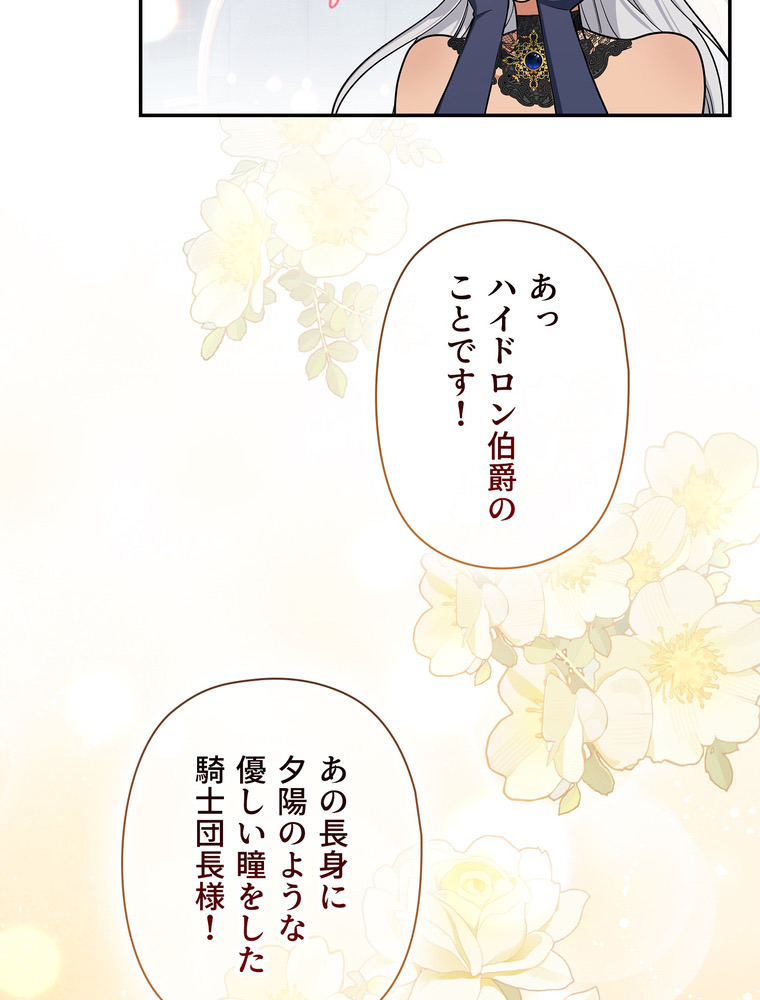 あっ
ハイドロン伯爵の
ことです！
あの長身に
夕陽のような
優しい瞳をした
騎士団長様！